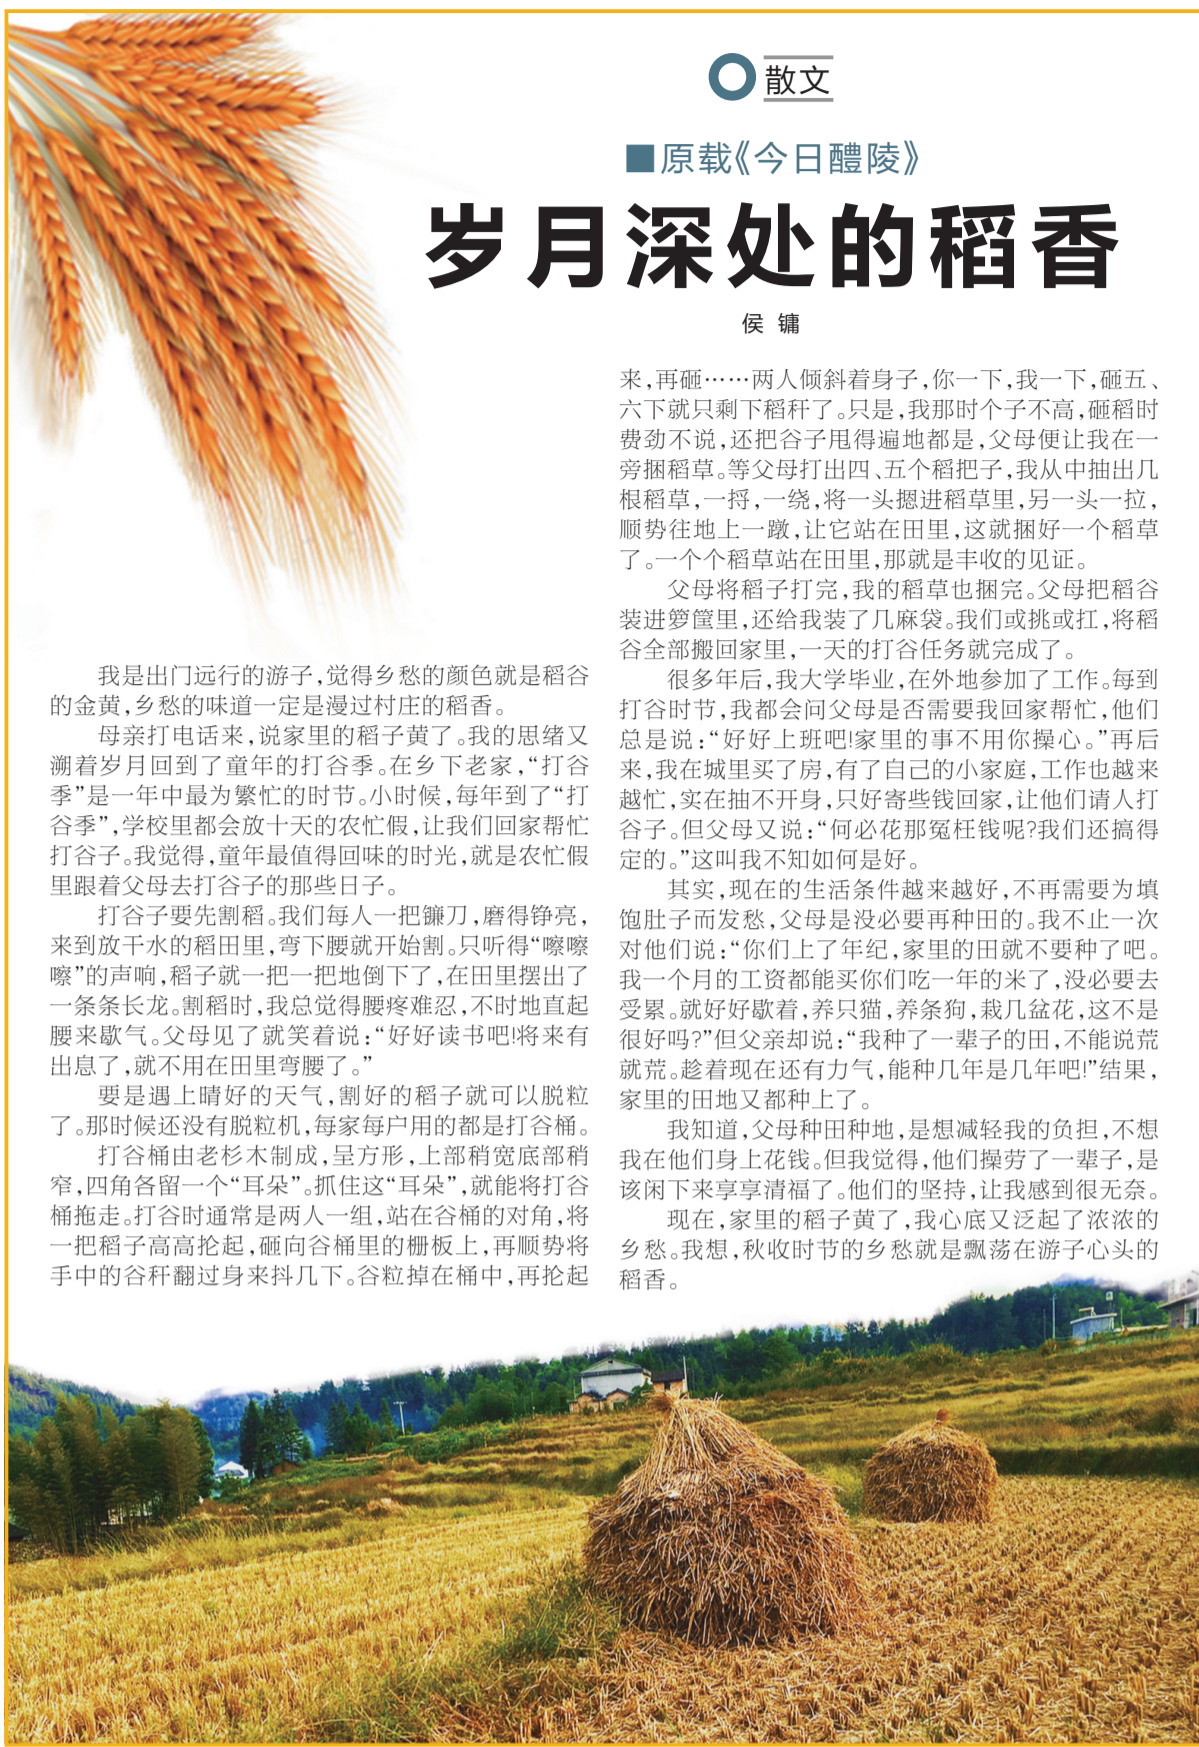 散文
■原载《今日醴陵》
岁月深处的稻香
侯 镛
我是出门远行的游子，觉得乡愁的颜色就是稻谷
的金黄，乡愁的味道一定是漫过村庄的稻香。
母亲打电话来，说家里的稻子黄了。我的思绪又
溯着岁月回到了童年的打谷季。在乡下老家，“打谷
季”是一年中最为繁忙的时节。小时候，每年到了“打
谷季”，学校里都会放十天的农忙假，让我们回家帮忙
打谷子。我觉得，童年最值得回味的时光，就是农忙假
里跟着父母去打谷子的那些日子。
打谷子要先割稻。我们每人一把镰刀，磨得铮亮，
来到放干水的稻田里，弯下腰就开始割。只听得“嚓嚓
嚓”的声响，稻子就一把一把地倒下了，在田里摆出了
一条条长龙。割稻时，我总觉得腰疼难忍，不时地直起
腰来歇气。父母见了就笑着说：“好好读书吧！将来有
出息了，就不用在田里弯腰了。”
要是遇上晴好的天气，割好的稻子就可以脱粒
了。那时候还没有脱粒机，每家每户用的都是打谷桶。
打谷桶由老杉木制成，呈方形，上部稍宽底部稍
窄，四角各留一个“耳朵”。抓住这“耳朵”，就能将打谷
桶拖走。打谷时通常是两人一组，站在谷桶的对角，将
一把稻子高高抡起，砸向谷桶里的栅板上，再顺势将
手中的谷秆翻过身来抖几下。谷粒掉在桶中，再抡起
来，再砸……两人倾斜着身子，你一下，我一下，砸五、
六下就只剩下稻秆了。只是，我那时个子不高，砸稻时
费劲不说，还把谷子甩得遍地都是，父母便让我在一
旁捆稻草。等父母打出四、五个稻把子，我从中抽出几
根稻草，一捋，一绕，将一头摁进稻草里，另一头一拉，
顺势往地上一蹾，让它站在田里，这就捆好一个稻草
了。一个个稻草站在田里，那就是丰收的见证。
父母将稻子打完，我的稻草也捆完。父母把稻谷
装进箩筐里，还给我装了几麻袋。我们或挑或扛，将稻
谷全部搬回家里，一天的打谷任务就完成了。
很多年后，我大学毕业，在外地参加了工作。每到
打谷时节，我都会问父母是否需要我回家帮忙，他们
总是说：“好好上班吧！家里的事不用你操心。”再后
来，我在城里买了房，有了自己的小家庭，工作也越来
越忙，实在抽不开身，只好寄些钱回家，让他们请人打
谷子。但父母又说：“何必花那冤枉钱呢？我们还搞得
定的。”这叫我不知如何是好。
其实，现在的生活条件越来越好，不再需要为填
饱肚子而发愁，父母是没必要再种田的。我不止一次
对他们说：“你们上了年纪，家里的田就不要种了吧。
我一个月的工资都能买你们吃一年的米了，没必要去
受累。就好好歇着，养只猫，养条狗，栽几盆花，这不是
很好吗？”但父亲却说：“我种了一辈子的田，不能说荒
就荒。趁着现在还有力气，能种几年是几年吧！”结果，
家里的田地又都种上了。
我知道，父母种田种地，是想减轻我的负担，不想
我在他们身上花钱。但我觉得，他们操劳了一辈子，是
该闲下来享享清福了。他们的坚持，让我感到很无奈。
现在，家里的稻子黄了，我心底又泛起了浓浓的
乡愁。我想，秋收时节的乡愁就是飘荡在游子心头的
稻香。